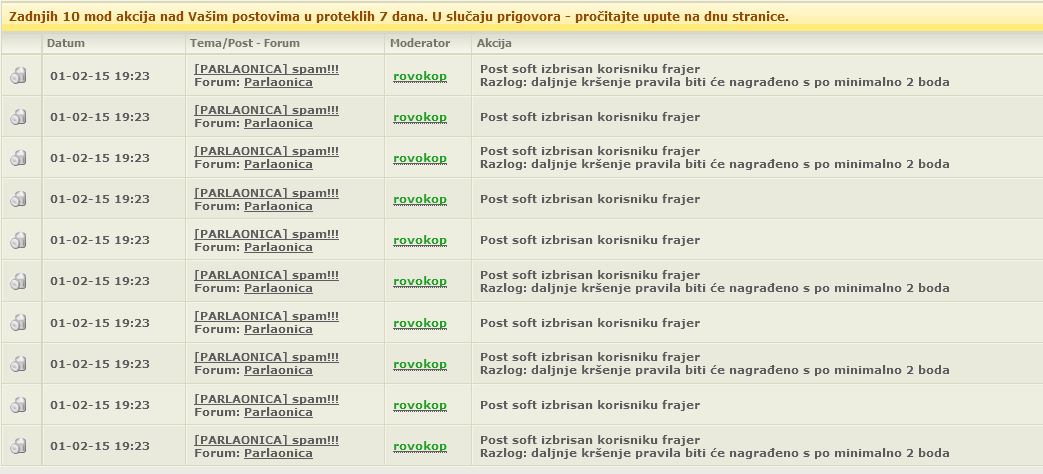 Zadnjih 10 mod akcija nad Vašim postovima u proteklih 7 dana. U slučaju prigovora - pročitajte upute na dnu stranice.
Datum Tema/Post - Forum Moderator Akcija
01-02-15 19:23 [PARLAONICA] spam!!! rovokop Post soft izbrisan korisniku frajer
Forum: Parlaonica Razlog: daljnje kršenje pravila biti će nagrađeno s po minimalno 2 boda
01-02-15 19:23 [PARLAONICA] spam!!! rovokop Post soft izbrisan korisniku frajer
Forum: Parlaonica
01-02-15 19:23 [PARLAONICA] spam!!! rovokop Post soft izbrisan korisniku frajer
Forum: Parlaonica Razlog: daljnje kršenje pravila biti će nagrađeno s po minimalno 2 boda
01-02-15 19:23 [PARLAONICA] spam!!! rovokop Post soft izbrisan korisniku frajer
Forum: Parlaonica
01-02-15 19:23 [PARLAONICA] spam!!! rovokop Post soft izbrisan korisniku frajer
Forum: Parlaonica
01-02-15 19:23 [PARLAONICA] spam!!! rovokop Post soft izbrisan korisniku frajer
Forum: Parlaonica Razlog: daljnje kršenje pravila biti će nagrađeno s po minimalno 2 boda
01-02-15 19:23 [PARLAONICA] spam!!! rovokop Post soft izbrisan korisniku frajer
Forum: Parlaonica
01-02-15 19:23 [PARLAONICA] spam!!! rovokop Post soft izbrisan korisniku frajer
Forum: Parlaonica Razlog: daljnje kršenje pravila biti će nagrađeno s po minimalno 2 boda
01-02-15 19:23 [PARLAONICA] spam!!! rovokop Post soft izbrisan korisniku frajer
Forum: Parlaonica
01-02-15 19:23 [PARLAONICA] spam!!! rovokop Post soft izbrisan korisniku frajer
Forum: Parlaonica Razlog: daljnje kršenje pravila biti će nagrađeno s po minimalno 2 boda